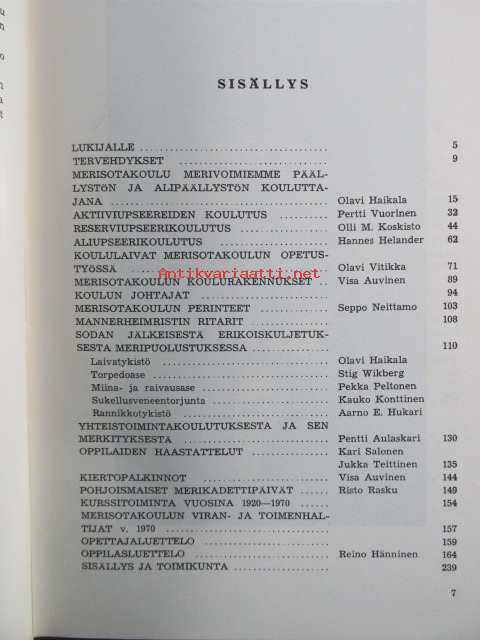 SISÄLLYS
LUKIJALLE 5
TERVEHDYKSET 9
MERISOTAKOULU MERIVOIMIEMME PÄÄL-
LYSTÖN JA ALIPÄÄLLYSTÖN KOULUTTA-
JANA Olavi Haikala 15
AKTIIVIUPSEEREIDEN KOULUTUS Pertti Vuorinen 32
RESERVIUPSEERIKOULUTUS Olli M. Koskisto 44
ALIUPSEERIKOULUTUS Hannes Helander 62
KOULULAIVAT MERISOTAKOULUN OPETUS-
TYÖSSÄ Olavi Vitikka 71
Antikvariaatti.net
MERISOTAKOULUN KOULURAKENNUKSET Visa Auvinen 89
KOULUN JOHTAJAT 94
MERISOTAKOULUN PERINTEET Seppo Neittamo 103
MANNERHEIMRISTIN RITARIT 108
SODAN JÄLKEISESTÄ ERIKOISKULJETUK-
SESTA MERIPUOLUSTUKSESSA 110
Laivatykistö Olavi Haikala
Torpedoase Stig Wikberg
Miina- ja raivausase Pekka Peltonen
Sukellusveneentorjunta Kauko Konttinen
Rannikkotykistö Aarno E. Hukari
YHTEISTOIMINTAKOULUTUKSESTA JA SEN
MERKITYKSESTÄ Pentti Aulaskari 130
OPPILAIDEN HAASTATTELUT Kari Salonen
Jukka Teittinen 135
KIERTOPALKINNOT Visa Auvinen 144
POHJOISMAISET MERIKADETTIPÄIVÄT Risto Rasku 149
KURSSITOIMINTA VUOSINA 1920—1970 154
MERISOTAKOULUN VIRAN- JA TOIMENHAL-
TIJAT v. 1970 157
OPETTAJALUETTELO 159
OPPILASLUETTELO Reino Hänninen 164
SISÄLLYS JA TOIMIKUNTA 239
7